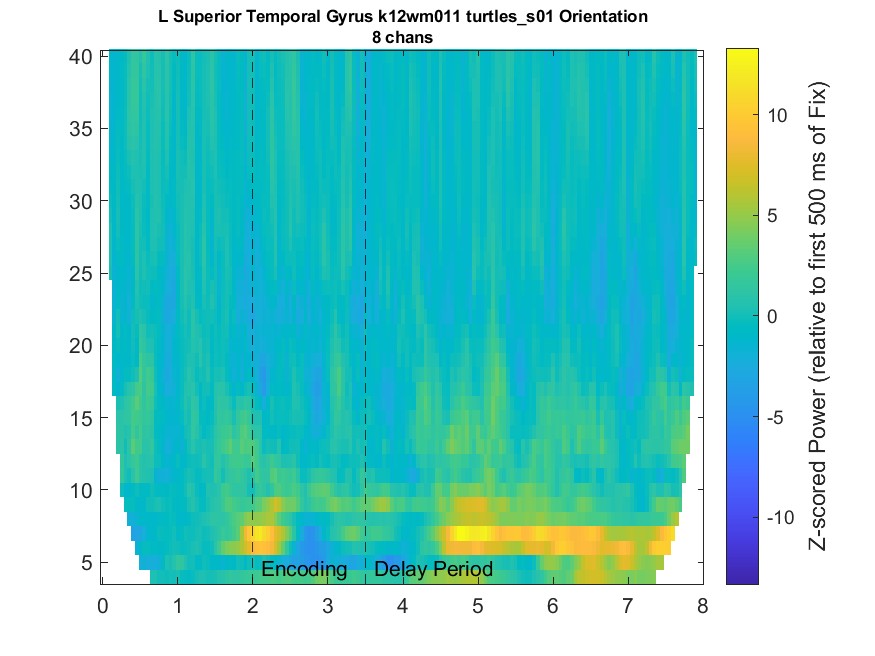 L Superior Temporal Gyrus k12wm011 turtles_s01 Orientation
8 chans
40
35
30
25
20
15
10
5
Encoding
Delay Period
0 1 2 3 4 5 6 7 8
10
5
0
-5
-10
Z-scored Power (relative to first 500 ms of Fix)